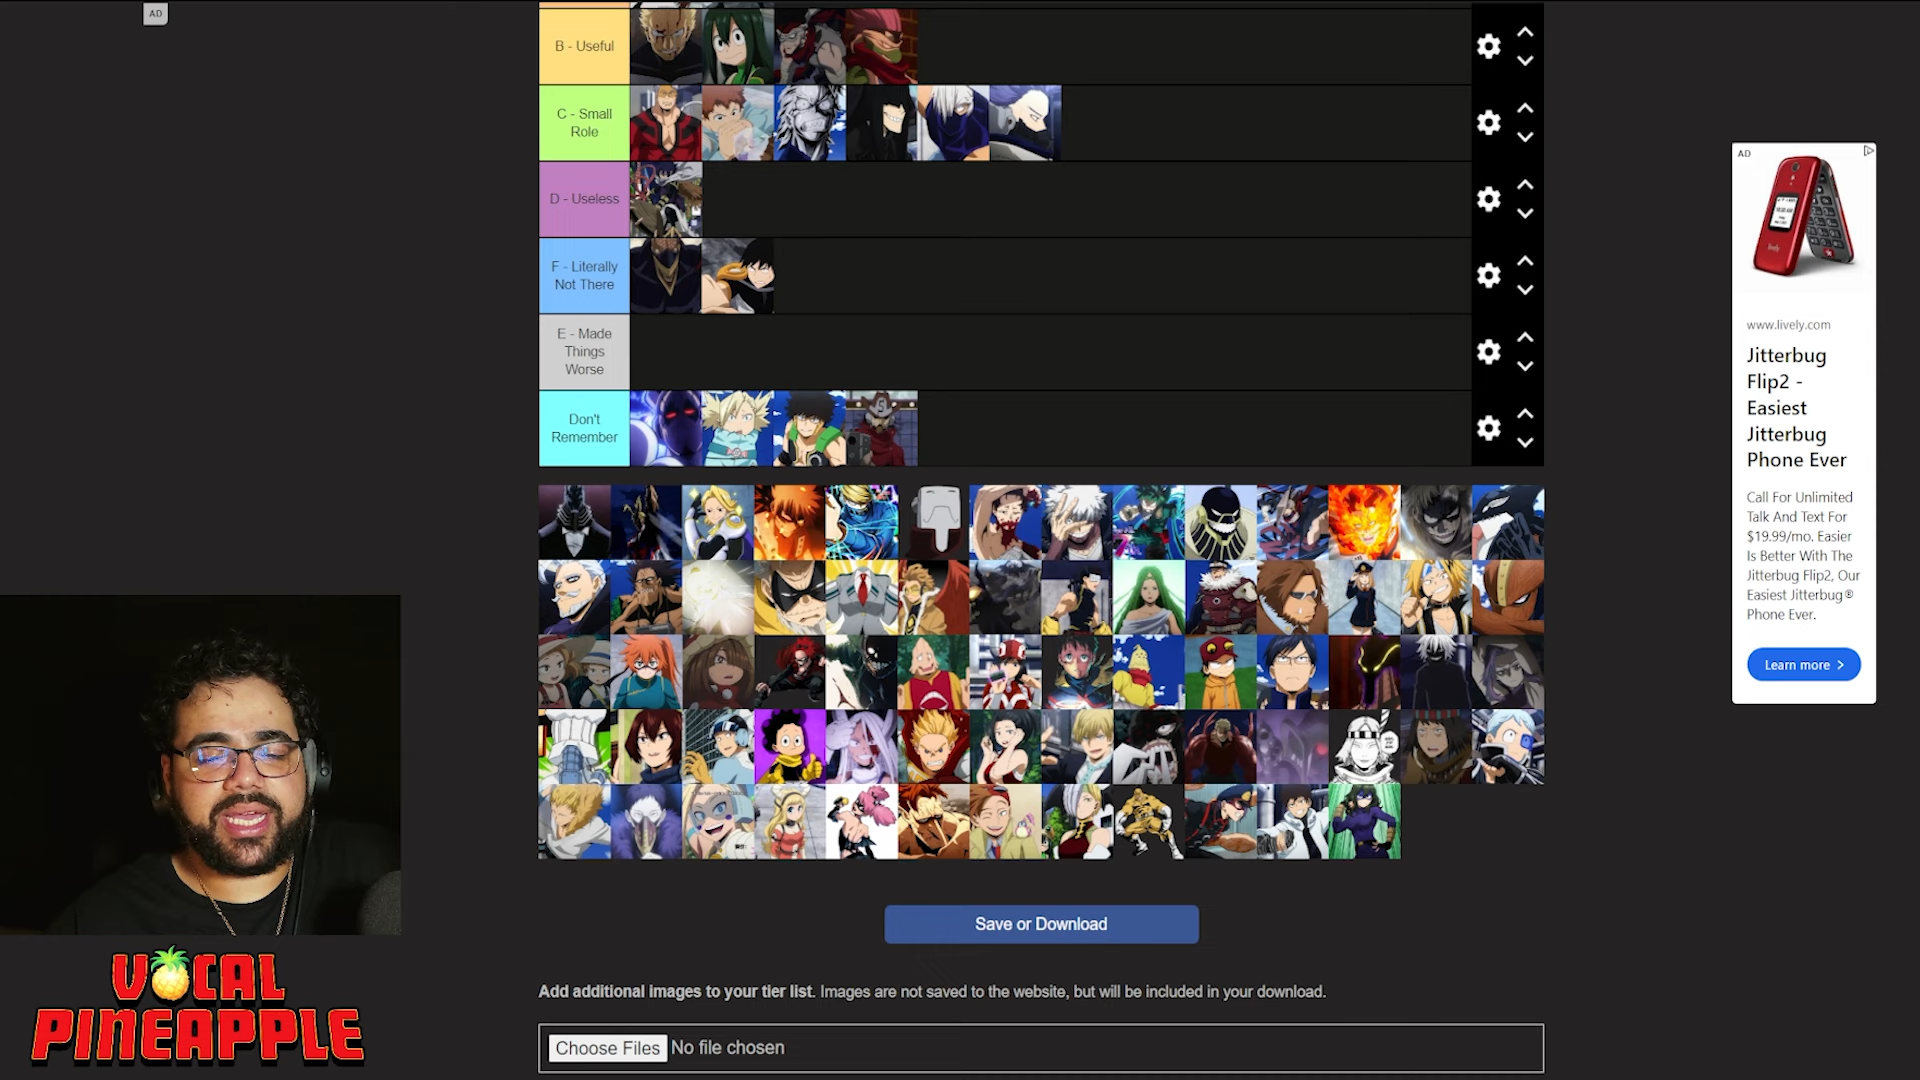 AD
B - Useful
C - Small
Role
D - Useless
F - Literally
Not There
E - Made
Things
Worse
Don't
Remember
AD
www.lively.com
Jitterbug
Flip2 -
Easiest
Jitterbug
Phone Ever
Call For Unlimited
Talk And Text For
$19.99/mo. Easier
Is Better With The
Jitterbug Flip2, Our
Easiest Jitterbug®
Phone Ever.
Learn more
Save or Download
Add additional images to your tier list. Images are not saved to the website, but will be included in your download.
Choose Files No file chosen
VOCAL
PINEAPPLE